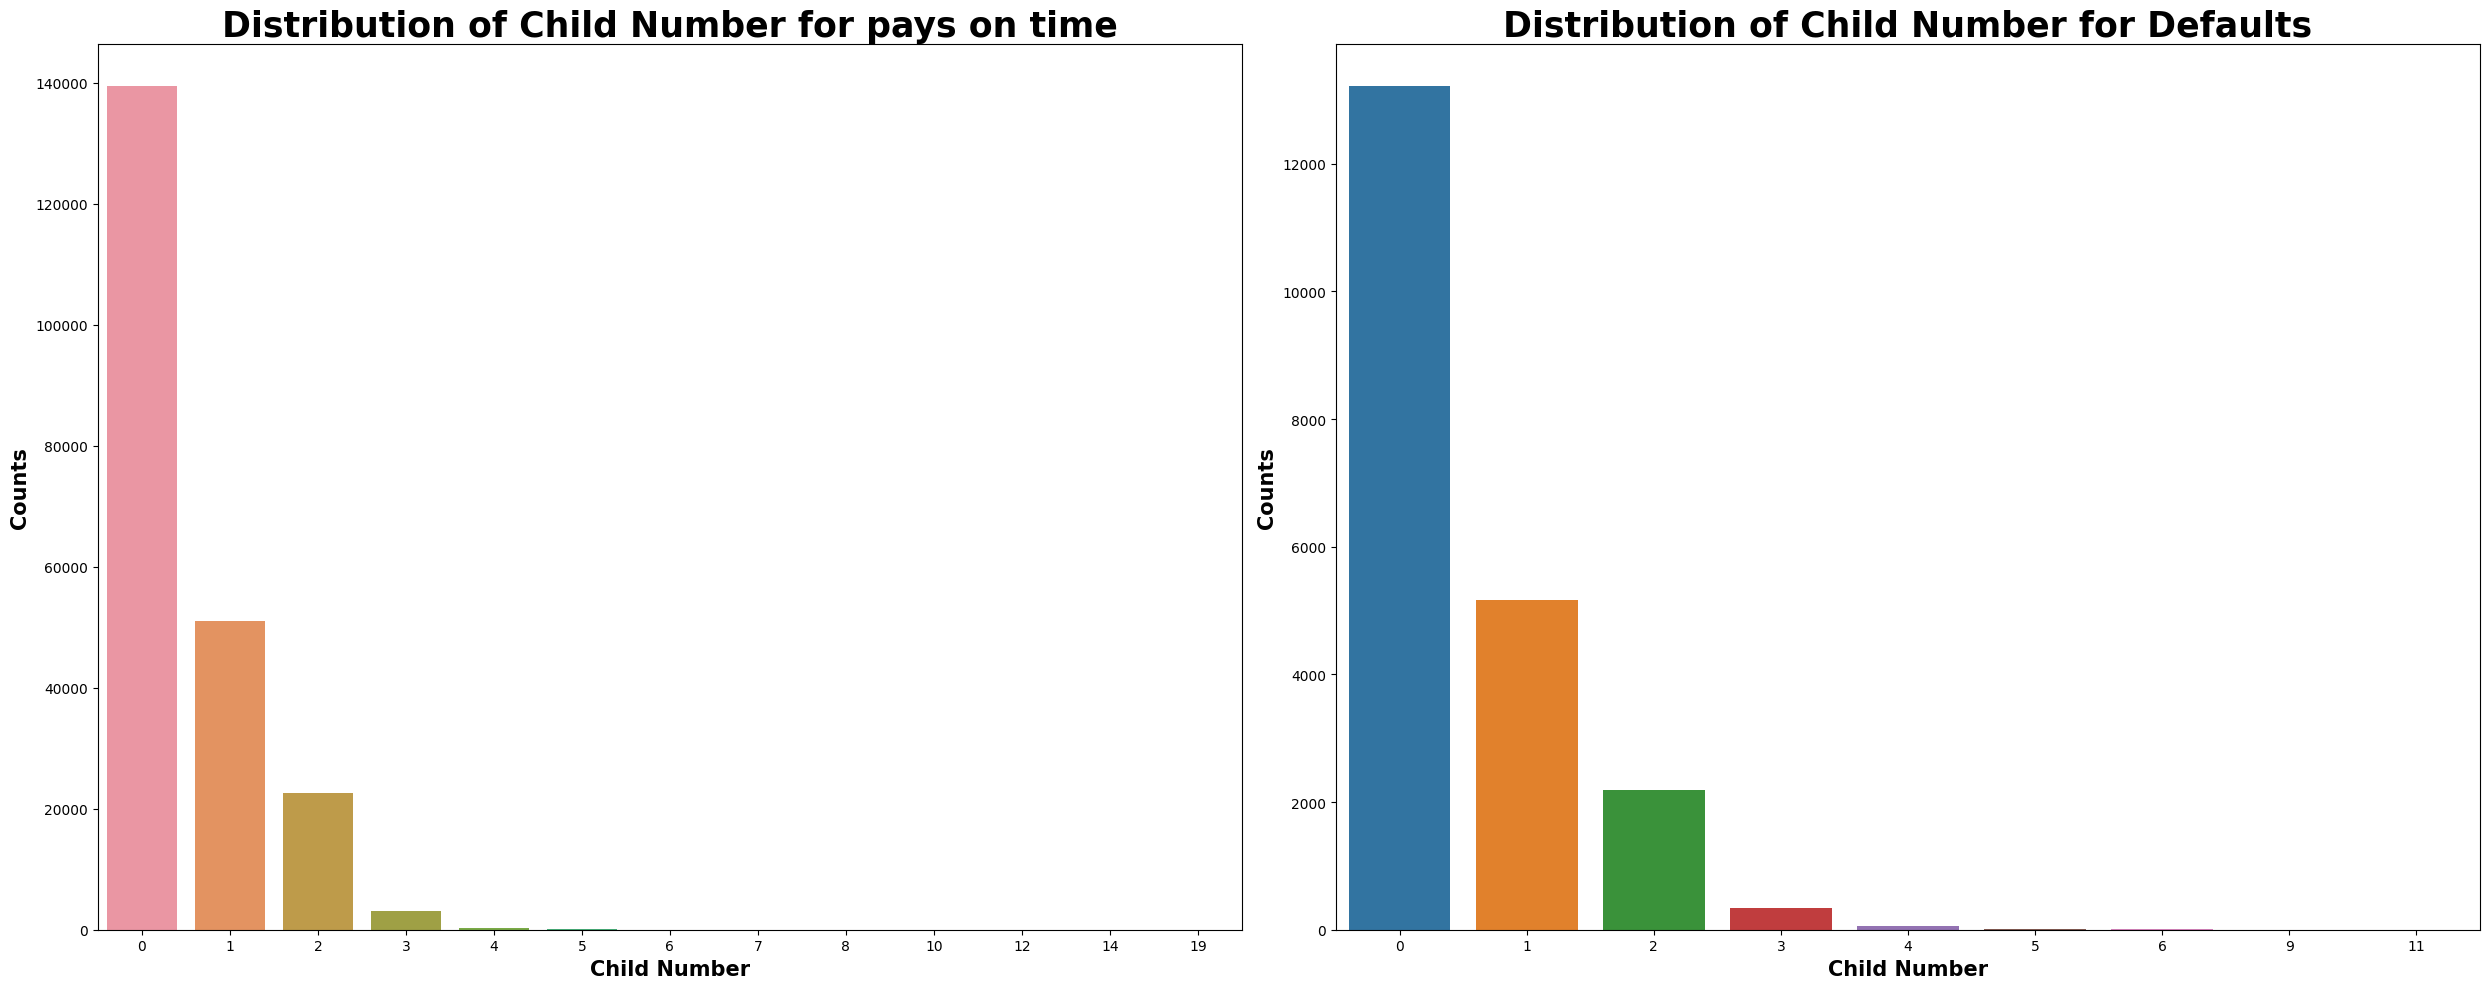 Distribution of Child Number for pays on time
140000
120000
100000
80000
60000
40000
20000
0
Counts
0 1 2 3 4 5 6 7 8 10 12 14 19
Child Number
Distribution of Child Number for Defaults
12000
10000
8000
6000
4000
2000
0
Counts
0 1 2 3 4 5 6 9 11
Child Number